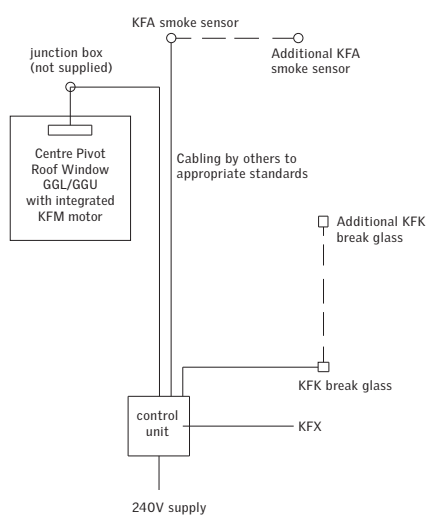 KFA smoke sensor
junction box
(not supplied)
Additional KFA
smoke sensor
Centre Pivot
Roof Window
GGL/GGU
with integrated
KFM motor
Cabling by others to
appropriate standards
Additional KFK
break glass
KFK break glass
control
unit
KFX
240V supply